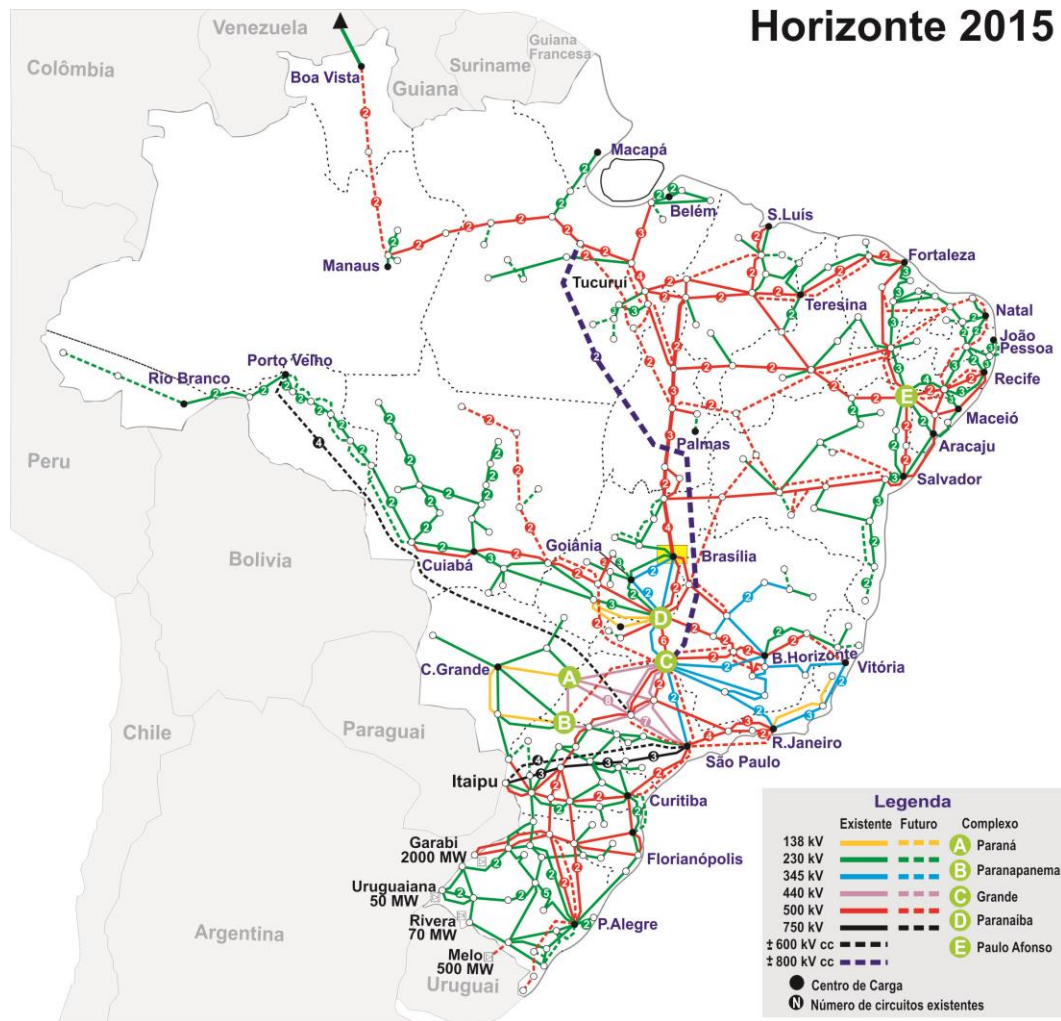 Horizonte 2015
Venezuela
Guiana
Francesa
Suriname
Colômbia
Guiana
Boa Vista
Macapá
Belém
S.Luís
Manaus
Fortaleza
Tucuruí
Teresina
Natal
João
Pessoa
Porto Velho
Rio Branco
Recife
E
Maceió
Palmas
Aracaju
Peru
Salvador
Goiânia
Brasília
Cuiabá
Bolivia
D
C
B.Horizonte
Vitória
C.Grande
A
B
Paraguai
Chile
R.Janeiro
São Paulo
Itaipu
Curitiba
Garabi
2000 MW
Florianópolis
Uruguaiana
50 MW
Rivera
70 MW
P.Alegre
Argentina
Melo
500 MW
Uruguai
Legenda
Existente Futuro Complexo
138 kV A Paraná
230 kV B Paranapanema
345 kV C Grande
440 kV D Paranaiba
500 kV E Paulo Afonso
750 kV
± 600 kV cc
± 800 kV cc
Centro de Carga
N Número de circuitos existentes